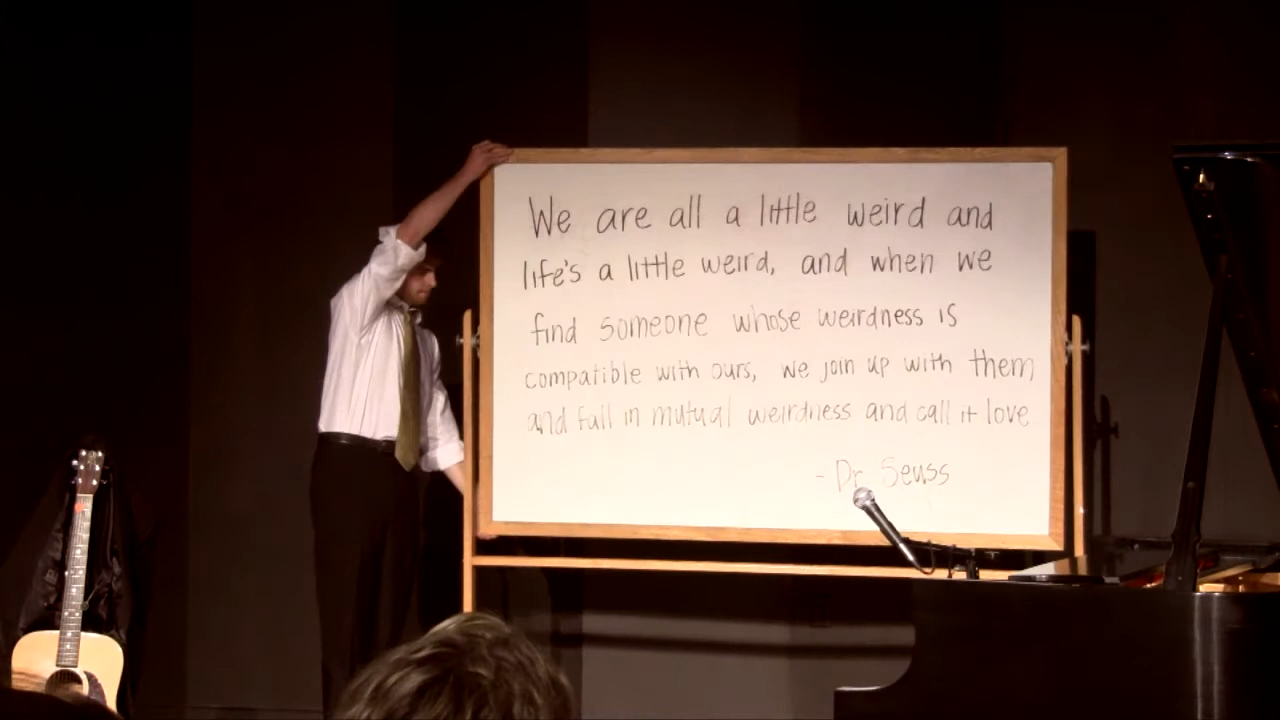 We are all a little weird and
life's a little weird, and when we
find someone whose weirdness is
compatible with ours, we join up with them
and fall in mutual weirdness and call it love
- Dr Seuss